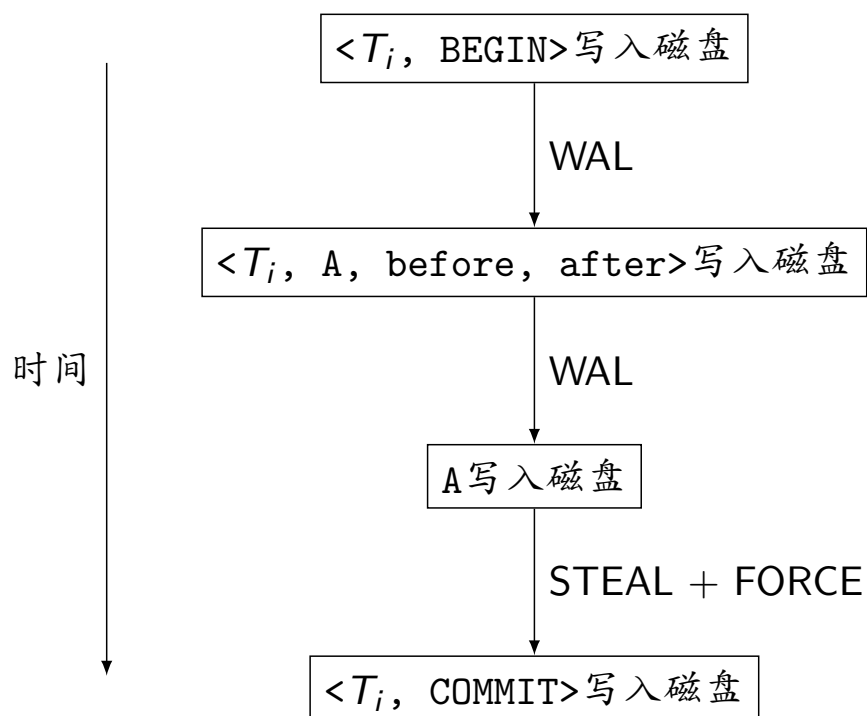 <Ti, BEGIN>写入磁盘
WAL
<Ti, A, before, after>写入磁盘
时间
WAL
A写入磁盘
STEAL + FORCE
<Ti, COMMIT>写入磁盘